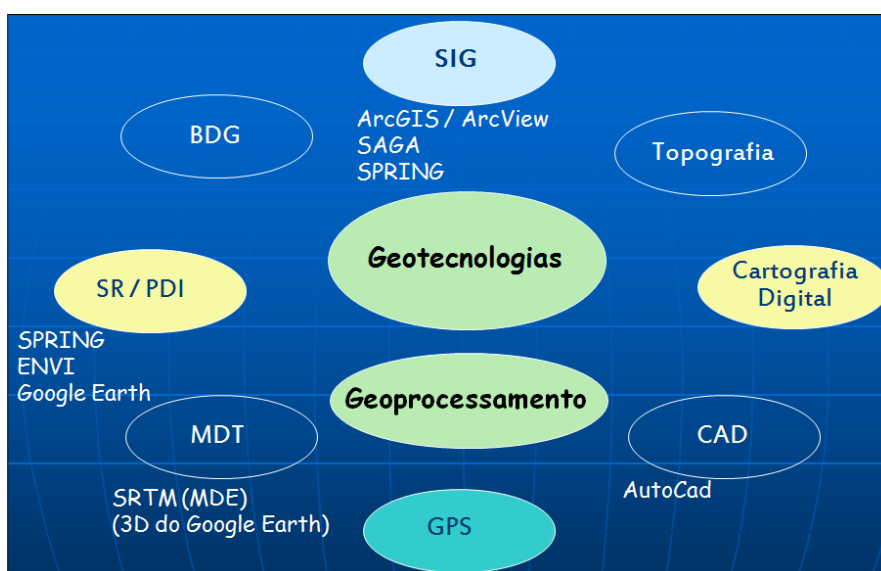 SIG
ArcGIS / ArcView
SAGA
SPRING
BDG
Topografia
Geotecnologias
SR / PDI
SPRING
ENVI
Google Earth
Cartografia
Digital
Geoprocessamento
MDT
SRTM (MDE)
(3D do Google Earth)
CAD
AutoCad
GPS